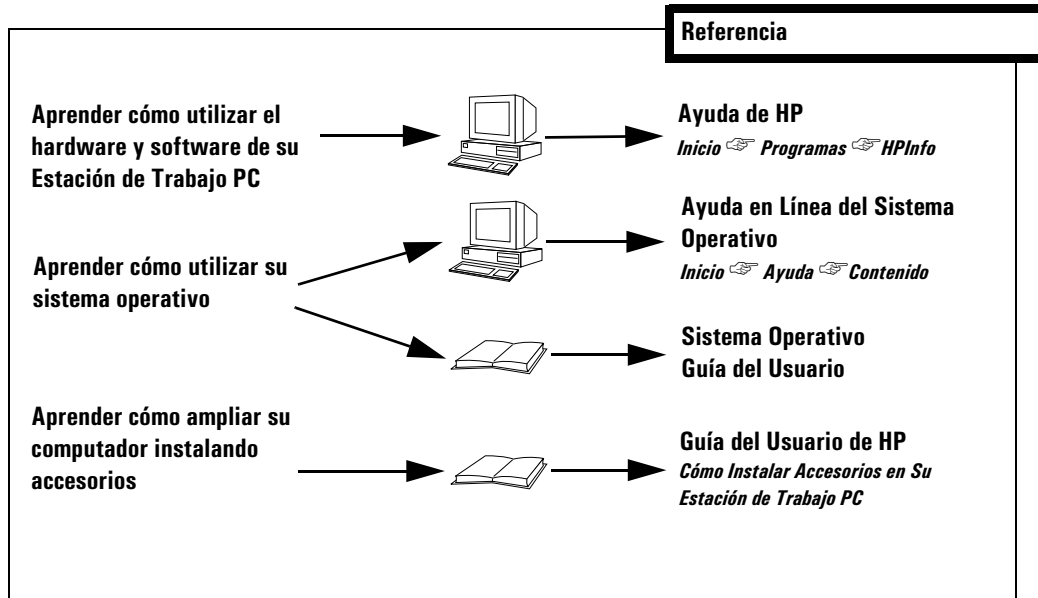 Referencia
Aprender cómo utilizar el
hardware y software de su
Estación de Trabajo PC
Ayuda de HP
Inicio ☞ Programas ☞ HPInfo
Aprender cómo utilizar su
sistema operativo
Ayuda en Línea del Sistema
Operativo
Inicio ☞ Ayuda ☞ Contenido
Sistema Operativo
Guía del Usuario
Aprender cómo ampliar su
computador instalando
accesorios
Guía del Usuario de HP
Cómo Instalar Accesorios en Su
Estación de Trabajo PC